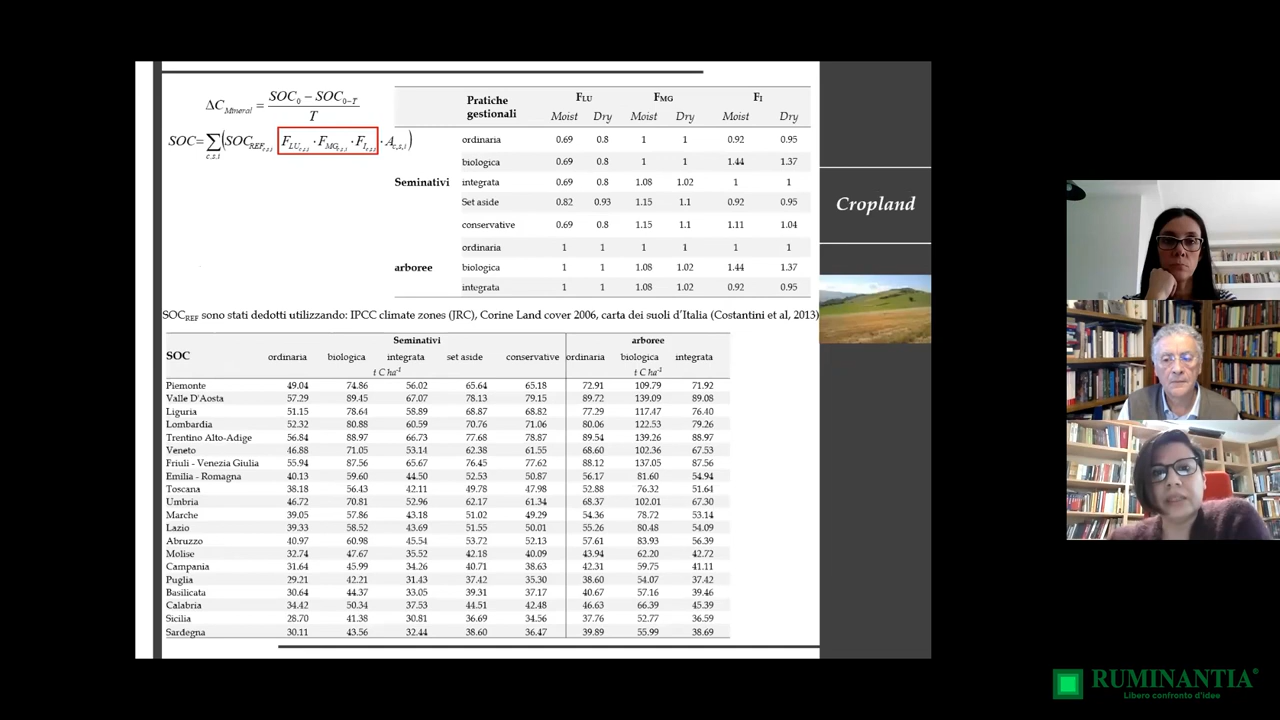 ΔC Mineral = (SOC0 − SOC0−T) / T
SOC = Σ c,s,i (SOC REF c,s,i · F LU c,s,i · F MG c,s,i · F I c,s,i · A c,s,i)
Pratiche gestionali FLU FMG FI
Moist Dry Moist Dry Moist Dry
Seminativi
ordinaria 0.69 0.8 1 1 0.92 0.95
biologica 0.69 0.8 1 1 1.44 1.37
integrata 0.69 0.8 1.08 1.02 1 1
Set aside 0.82 0.93 1.15 1.1 0.92 0.95
conservative 0.69 0.8 1.15 1.1 1.11 1.04
arboree
ordinaria 1 1 1 1 1 1
biologica 1 1 1.08 1.02 1.44 1.37
integrata 1 1 1.08 1.02 0.92 0.95
Cropland
SOCREF sono stati dedotti utilizzando: IPCC climate zones (JRC), Corine Land cover 2006, carta dei suoli d'Italia (Costantini et al, 2013)
Seminativi arboree
SOC ordinaria biologica integrata set aside conservative ordinaria biologica integrata
t C ha-1 t C ha-1
Piemonte 49.04 74.86 56.02 65.64 65.18 72.91 109.79 71.92
Valle D'Aosta 57.29 89.45 67.07 78.13 79.15 89.72 139.09 89.08
Liguria 51.15 78.64 58.89 68.87 68.82 77.29 117.47 76.40
Lombardia 52.32 80.88 60.59 70.76 71.06 80.06 122.53 79.26
Trentino Alto-Adige 56.84 88.97 66.73 77.68 78.87 89.54 139.26 88.97
Veneto 46.88 71.05 53.14 62.38 61.55 68.60 102.36 67.53
Friuli - Venezia Giulia 55.94 87.56 65.67 76.45 77.62 88.12 137.05 87.56
Emilia - Romagna 40.13 59.60 44.50 52.53 50.87 56.17 81.60 54.94
Toscana 38.18 56.43 42.11 49.78 47.98 52.88 76.32 51.64
Umbria 46.72 70.81 52.96 62.17 61.34 68.37 102.01 67.30
Marche 39.05 57.86 43.18 51.02 49.29 54.36 78.72 53.14
Lazio 39.33 58.52 43.69 51.55 50.01 55.26 80.48 54.09
Abruzzo 40.97 60.98 45.54 53.72 52.13 57.61 83.93 56.39
Molise 32.74 47.67 35.52 42.18 40.09 43.94 62.20 42.72
Campania 31.64 45.99 34.26 40.71 38.63 42.31 59.75 41.11
Puglia 29.21 42.21 31.43 37.42 35.30 38.60 54.07 37.42
Basilicata 30.64 44.37 33.05 39.31 37.17 40.67 57.16 39.46
Calabria 34.42 50.34 37.53 44.51 42.48 46.63 66.39 45.39
Sicilia 28.70 41.38 30.81 36.69 34.56 37.76 52.77 36.59
Sardegna 30.11 43.56 32.44 38.60 36.47 39.89 55.99 38.69
RUMINANTIA®
Libero confronto d'idee